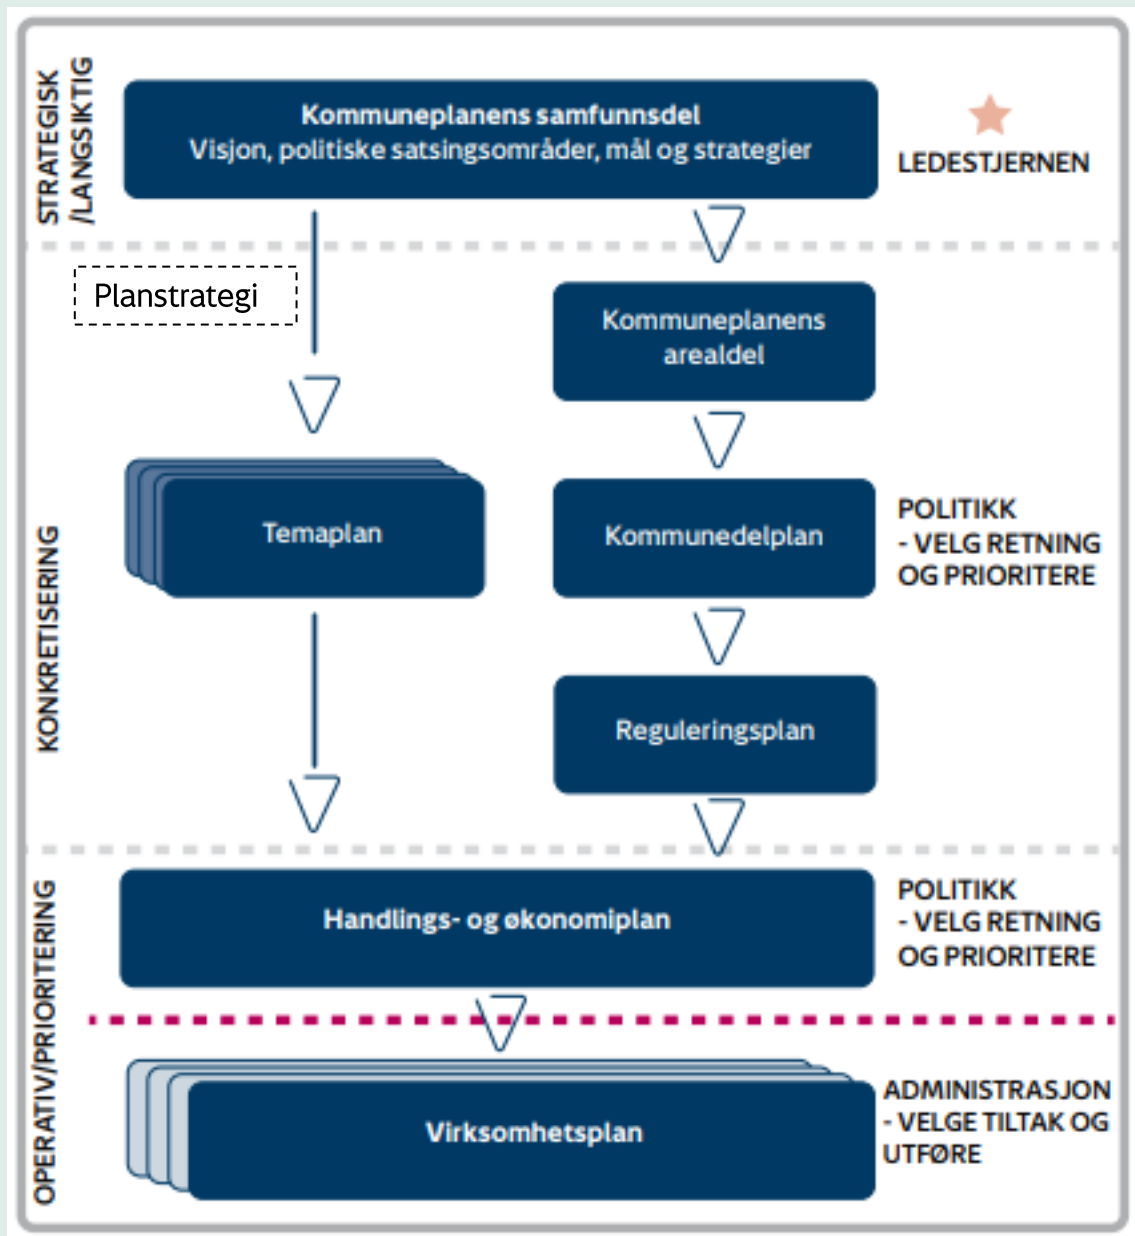 STRATEGISK
/LANGSIKTIG
Kommuneplanens samfunnsdel
Visjon, politiske satsingsområder, mål og strategier
LEDESTJERNEN
Planstrategi
Kommuneplanens
arealdel
KONKRETISERING
Temaplan
Kommunedelplan
POLITIKK
- VELG RETNING
OG PRIORITERE
Reguleringsplan
OPERATIV/PRIORITERING
Handlings- og økonomiplan
POLITIKK
- VELG RETNING
OG PRIORITERE
Virksomhetsplan
ADMINISTRASJON
- VELGE TILTAK OG
UTFØRE